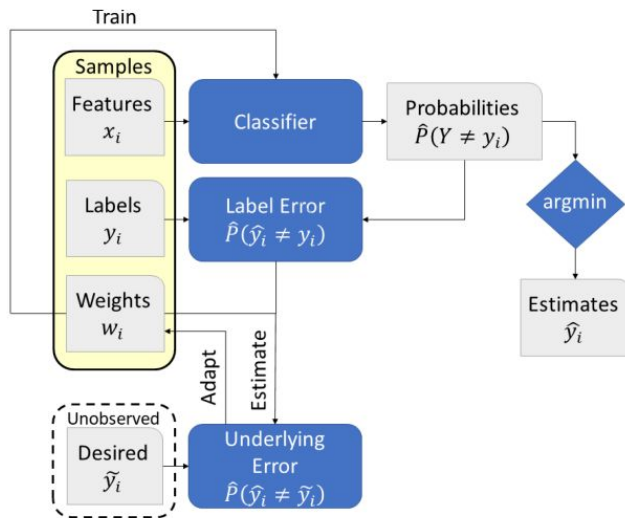 Train
Samples
Features
x_i
Classifier
Probabilities
P̂(Y ≠ y_i)
Labels
y_i
Label Error
P̂(ŷ_i ≠ y_i)
argmin
Weights
w_i
Estimates
ŷ_i
Adapt
Estimate
Unobserved
Desired
ỹ_i
Underlying
Error
P̂(ŷ_i ≠ ỹ_i)